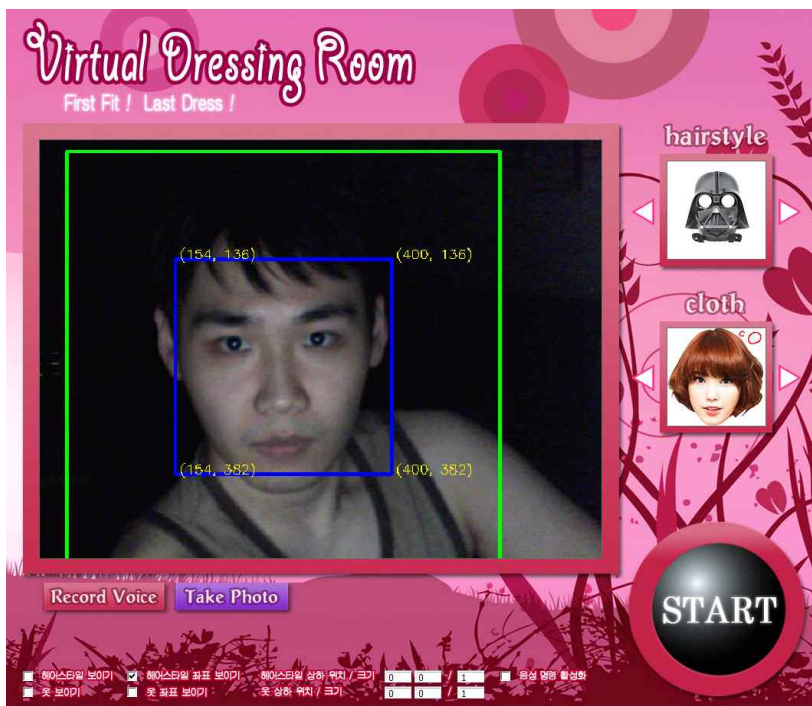 Virtual Dressing Room
First Fit ! Last Dress !
hairstyle
(154, 136) (400, 136)
cloth
(154, 382) (400, 382)
Record Voice Take Photo
START
헤어스타일 보이기 헤어스타일 좌표 보이기 헤어스타일 상하 위치 / 크기 0 0 / 1 음성 명령 활성화
옷 보이기 옷 좌표 보이기 옷 상하 위치 / 크기 0 0 / 1